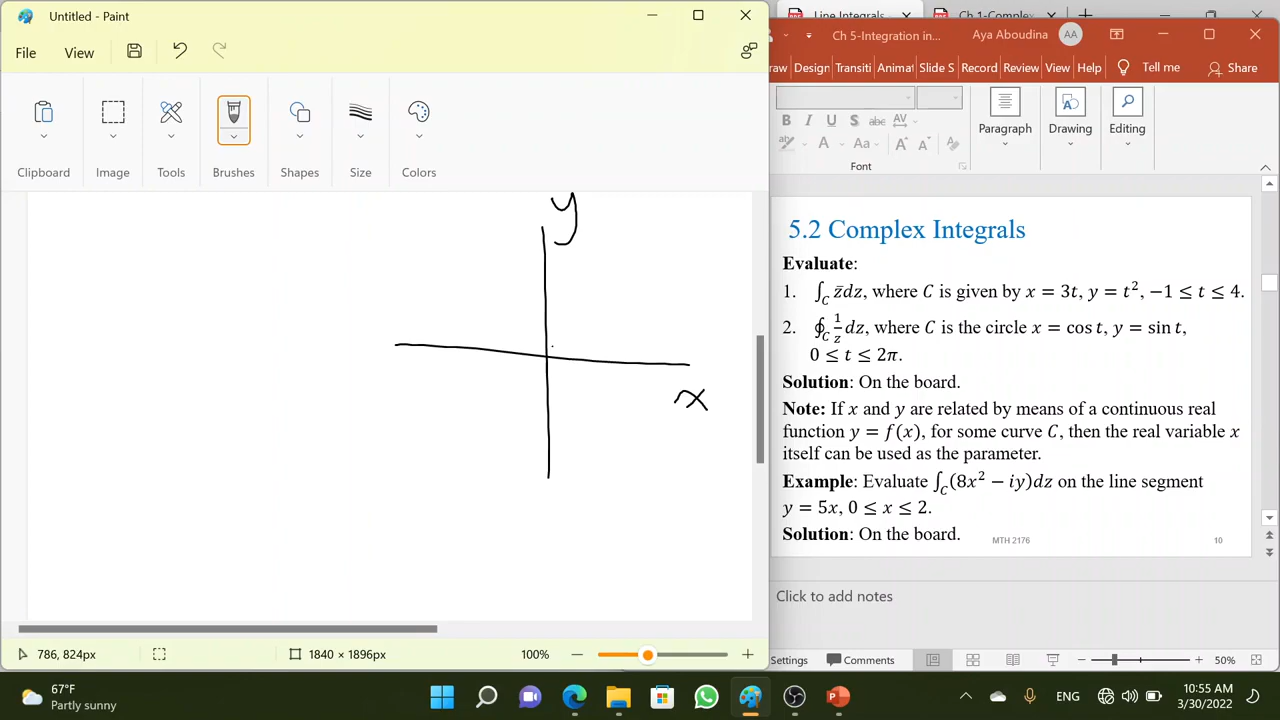 Untitled - Paint
File
View
Clipboard
Image
Tools
Brushes
Shapes
Size
Colors
y
x
786, 824px
1840 × 1896px
100%
Line Integrals
Ch 1-Complex
Ch 5-Integration in...
Aya Aboudina
AA
raw
Design
Transiti
Animat
Slide S
Record
Review
View
Help
Tell me
Share
B I U S abc AV
A Aa A A A
Font
Paragraph
Drawing
Editing
5.2 Complex Integrals
Evaluate:
1. ∫_C z̄dz, where C is given by x = 3t, y = t², −1 ≤ t ≤ 4.
2. ∮_C 1/z dz, where C is the circle x = cos t, y = sin t,
0 ≤ t ≤ 2π.
Solution: On the board.
Note: If x and y are related by means of a continuous real
function y = f(x), for some curve C, then the real variable x
itself can be used as the parameter.
Example: Evaluate ∫_C (8x² − iy)dz on the line segment
y = 5x, 0 ≤ x ≤ 2.
Solution: On the board.
MTH 2176
10
Click to add notes
Settings
Comments
50%
67°F
Partly sunny
ENG
10:55 AM
3/30/2022